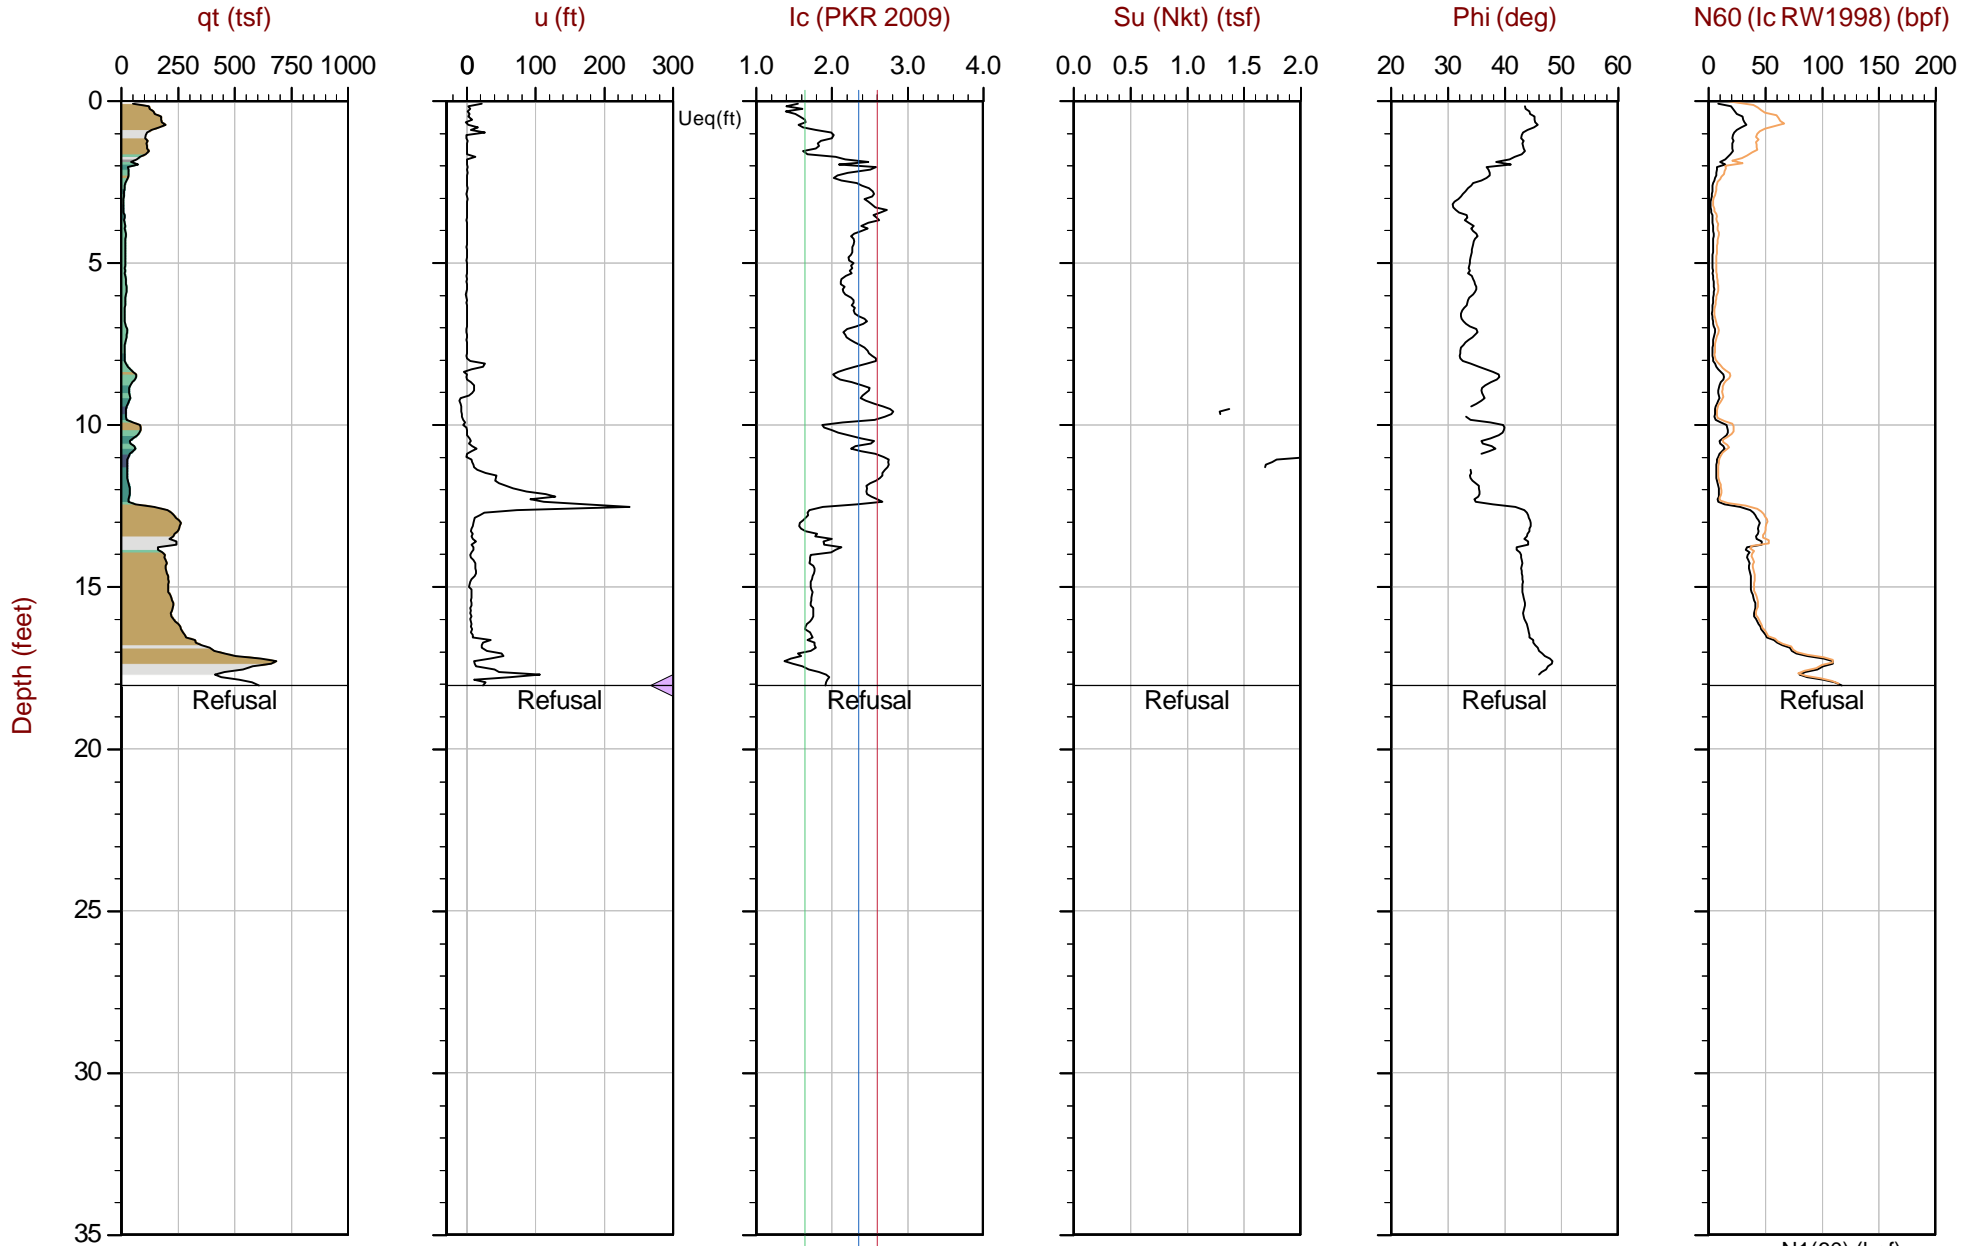 qt (tsf) u (ft) Ic (PKR 2009) Su (Nkt) (tsf) Phi (deg) N60 (Ic RW1998) (bpf)
0 250 500 750 1000 0 100 200 300 1.0 2.0 3.0 4.0 0.0 0.5 1.0 1.5 2.0 20 30 40 50 60 0 50 100 150 200
0
Ueq(ft)
5
10
15
Depth (feet)
Refusal Refusal Refusal Refusal Refusal Refusal
20
25
30
35